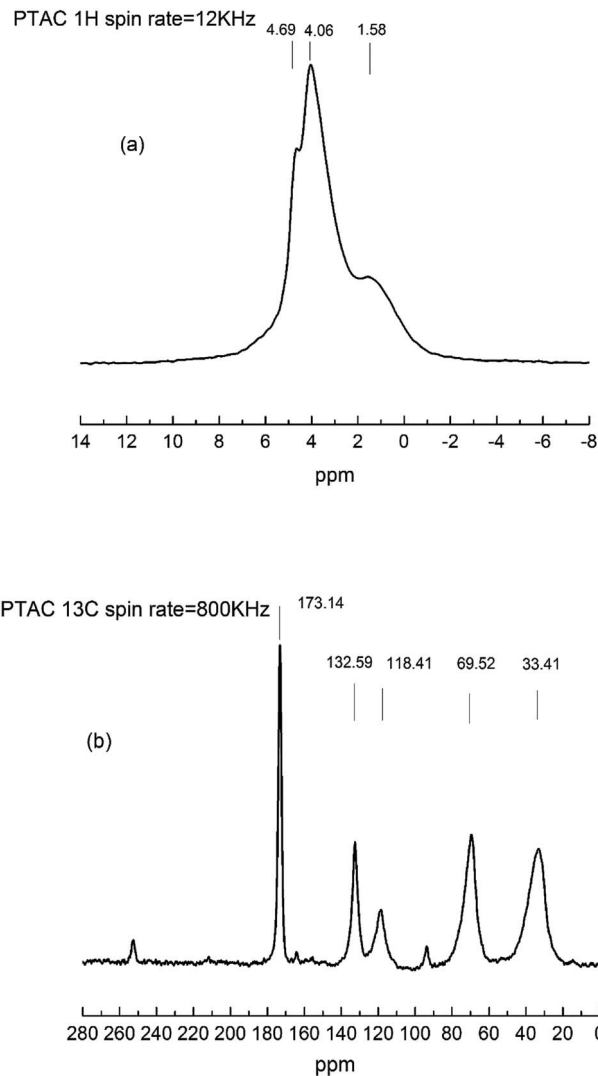 PTAC 1H spin rate=12KHz
4.69 4.06 1.58
(a)
14 12 10 8 6 4 2 0 -2 -4 -6 -8
ppm
PTAC 13C spin rate=800KHz
173.14
132.59 118.41 69.52 33.41
(b)
280 260 240 220 200 180 160 140 120 100 80 60 40 20 0
ppm